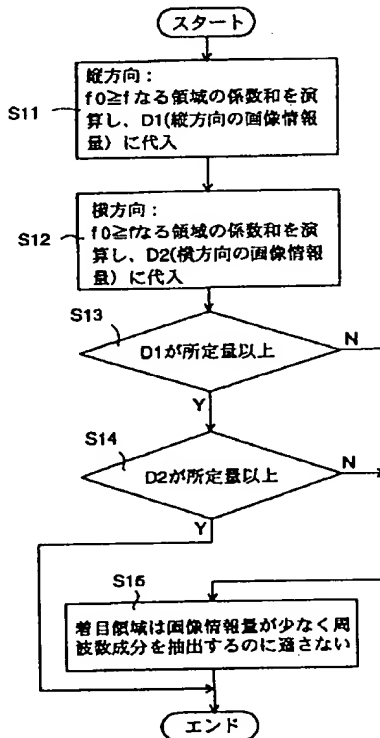 スタート
縦方向：
f0≧fなる領域の係数和を演
算し、D1(縦方向の画像情報
量）に代入
S11
横方向：
f0≧fなる領域の係数和を演
算し、D2(横方向の画像情報
量）に代入
S12
S13
D1が所定量以上
N
Y
S14
D2が所定量以上
N
Y
S15
着目領域は画像情報量が少なく周
波数成分を抽出するのに適さない
エンド